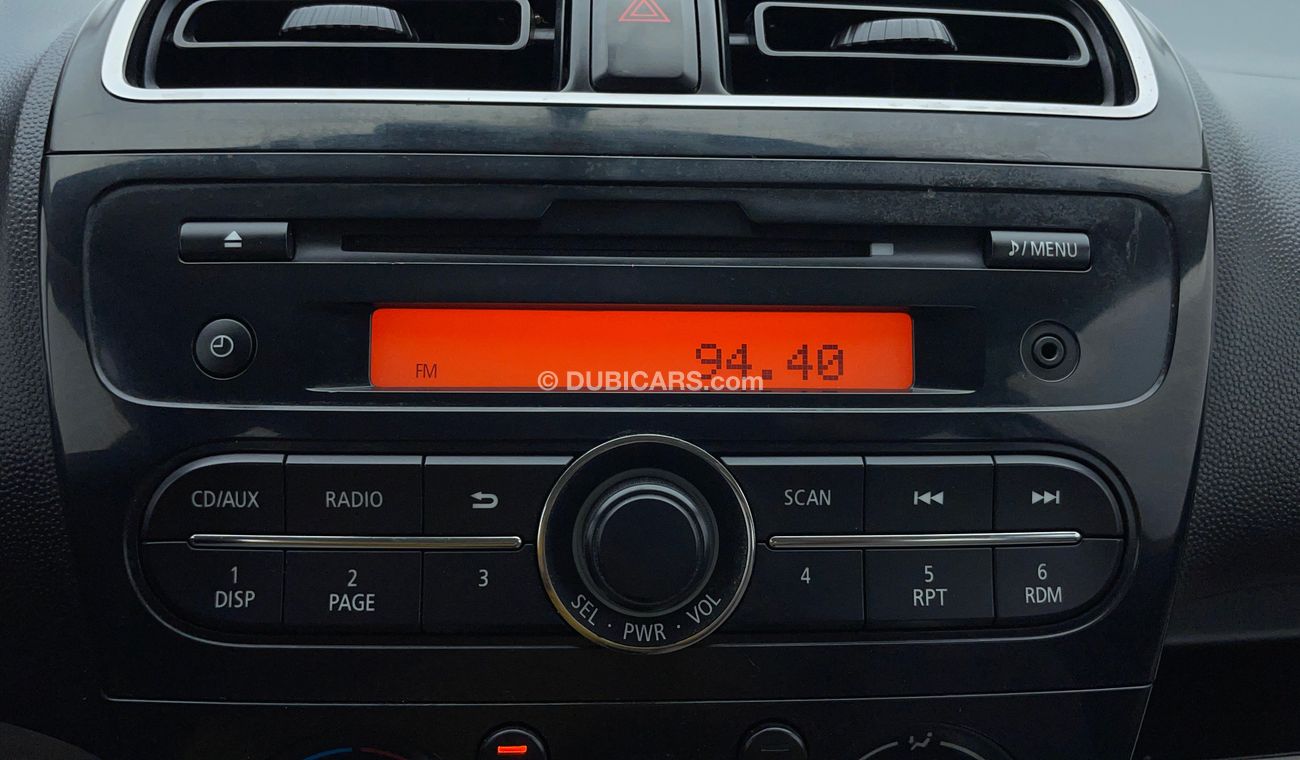 ♪/MENU
FM 94.40
© DUBICARS.com
CD/AUX RADIO SCAN
1 DISP
2 PAGE
3
4
5 RPT
6 RDM
SEL · PWR · VOL